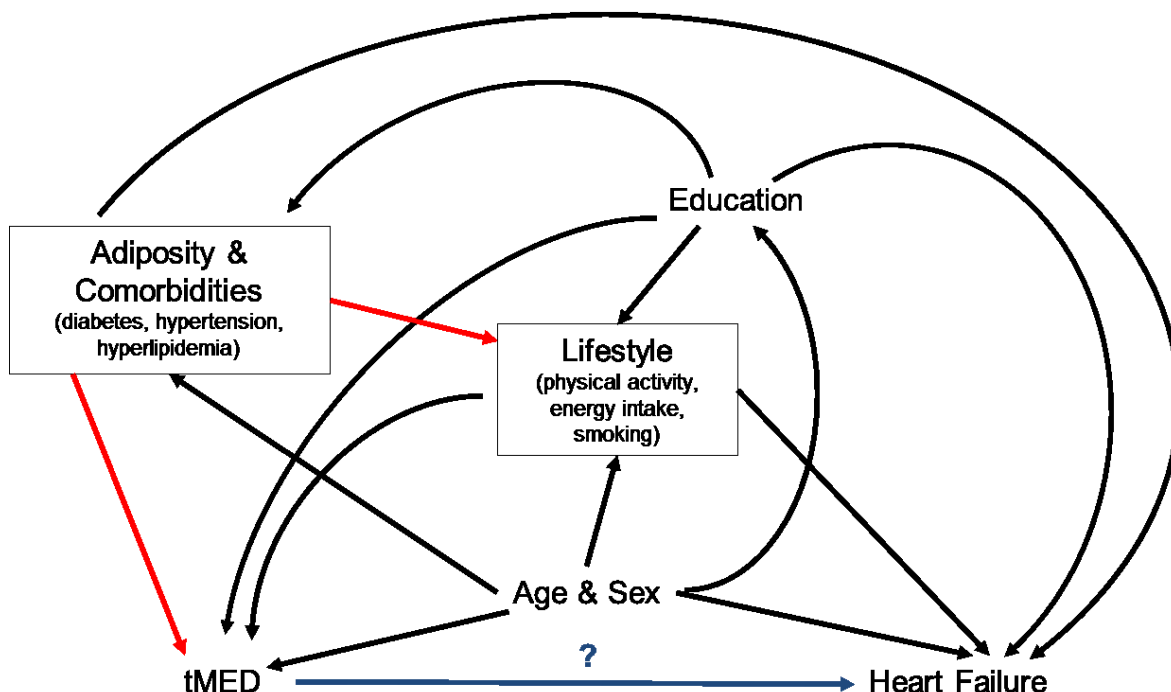 Education
Adiposity &
Comorbidities
(diabetes, hypertension,
hyperlipidemia)
Lifestyle
(physical activity,
energy intake,
smoking)
Age & Sex
?
tMED
Heart Failure